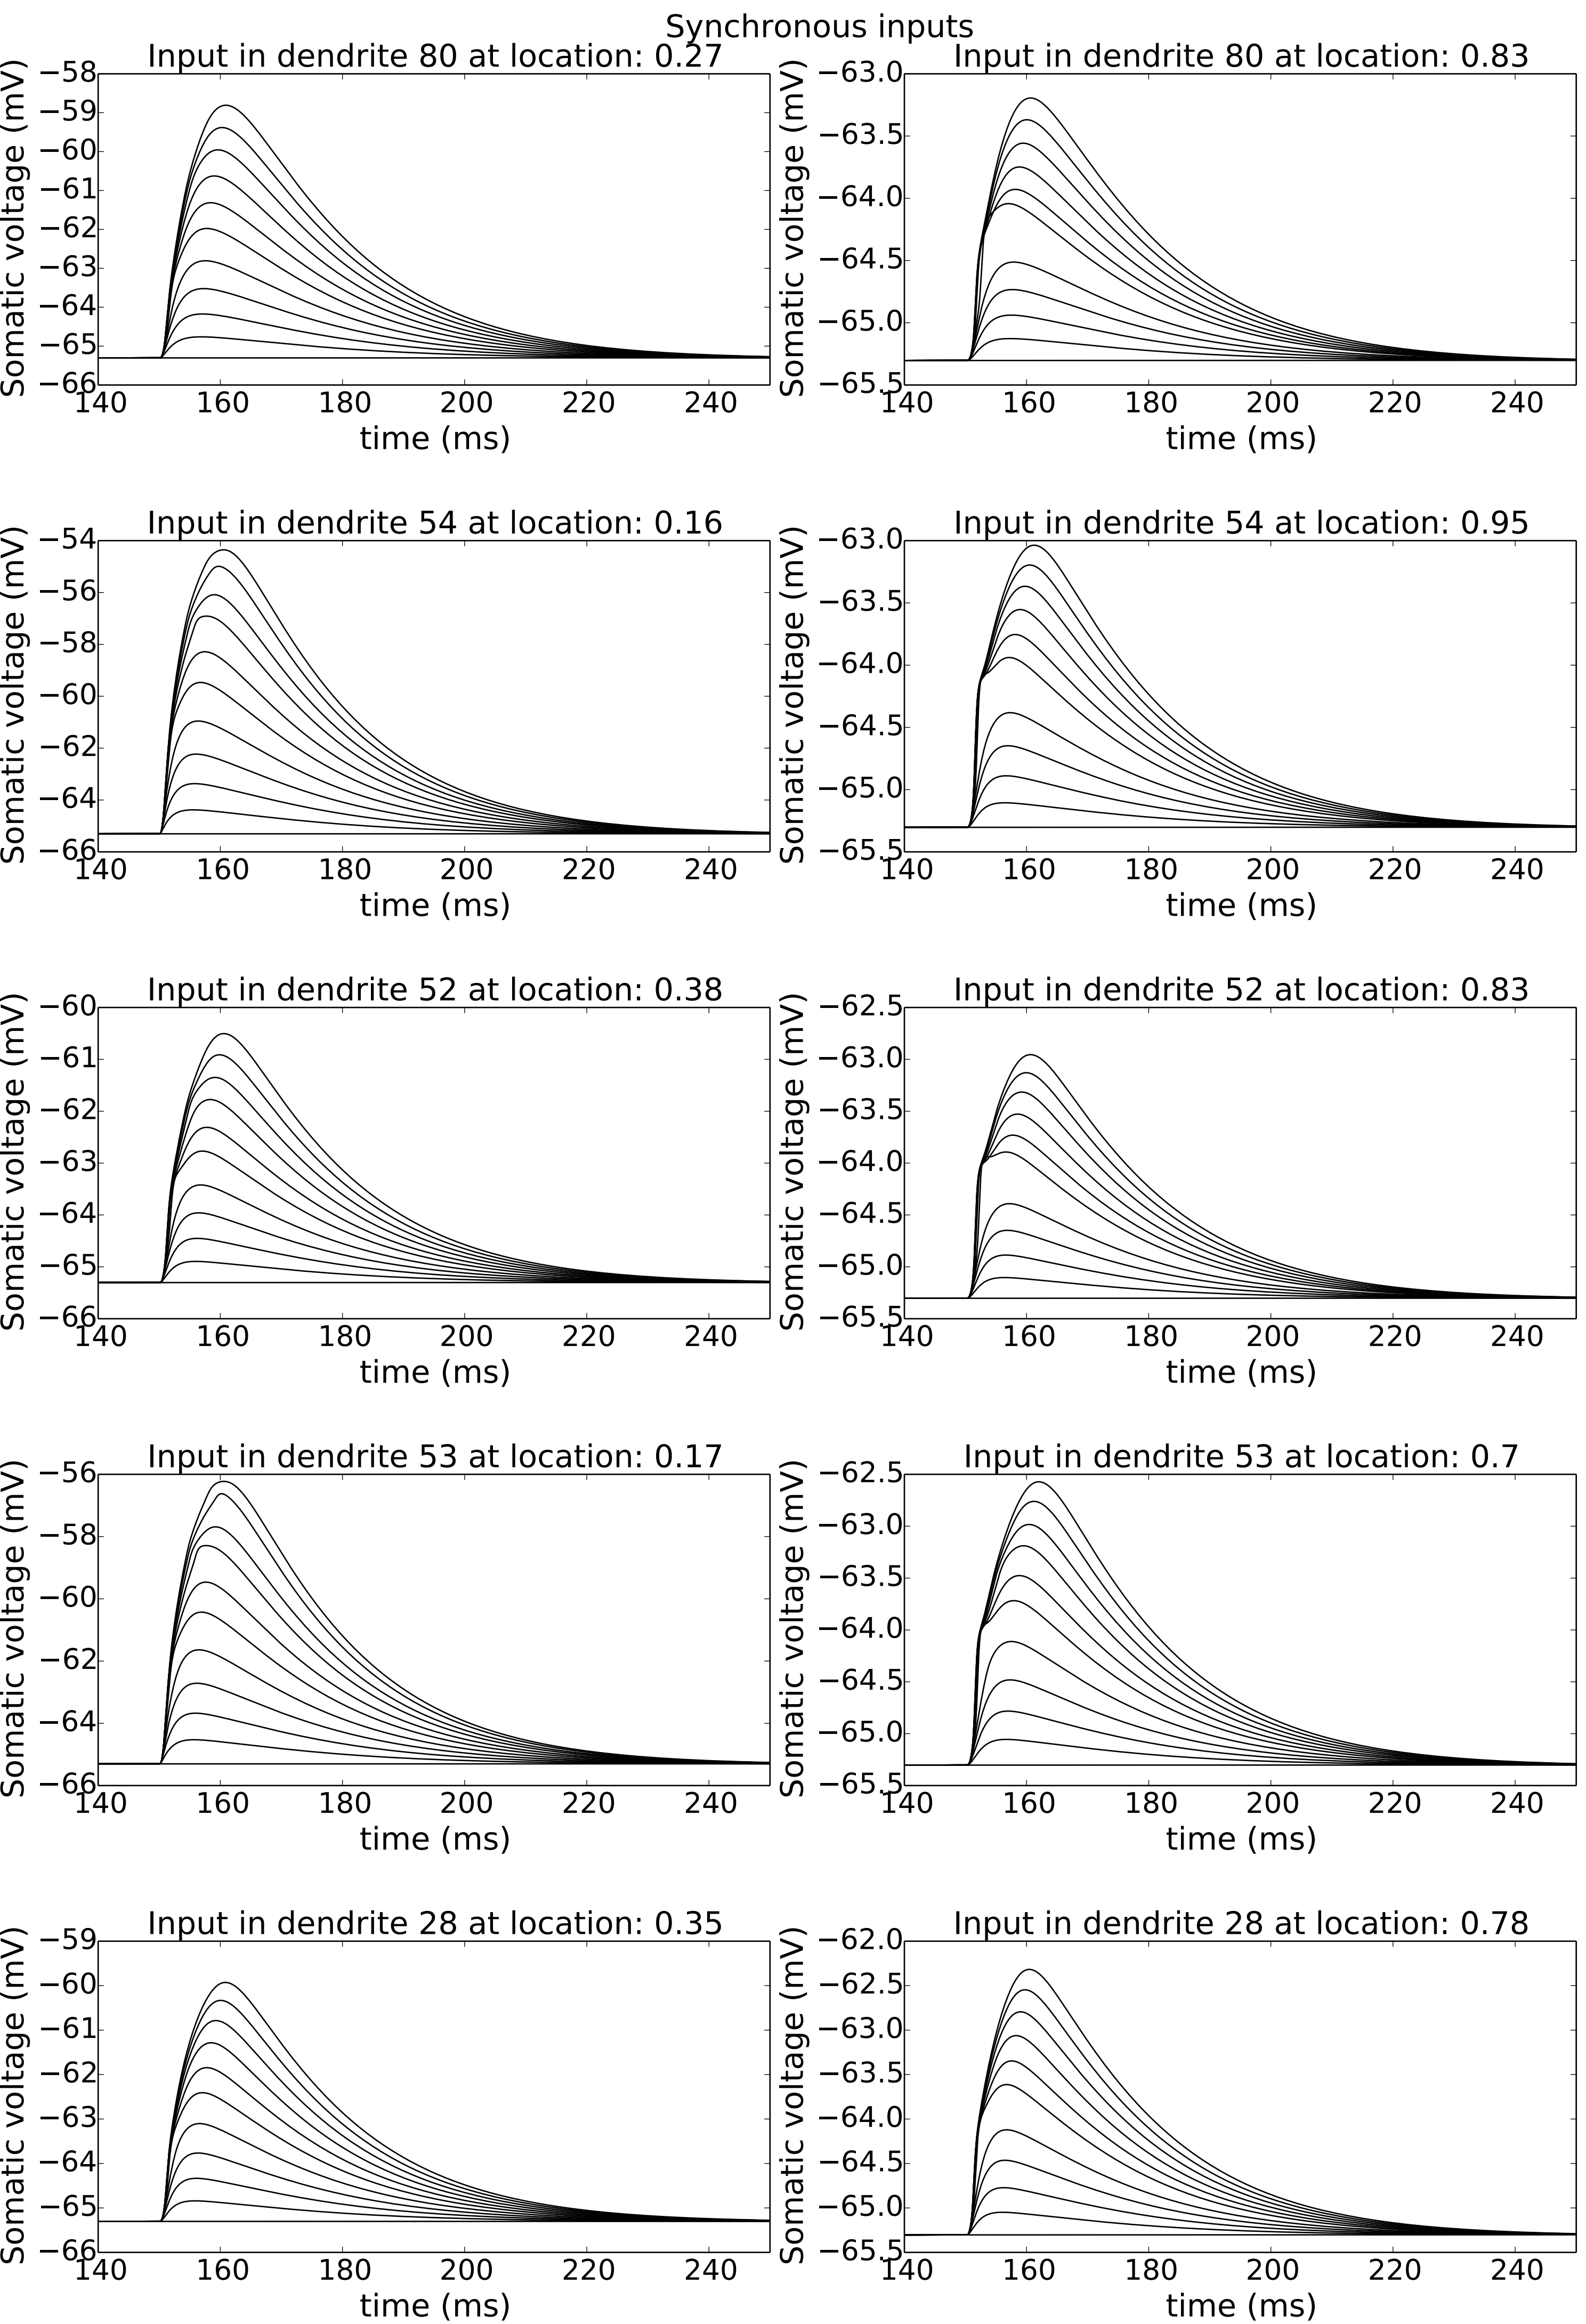 Synchronous inputs
Input in dendrite 80 at location: 0.27
Somatic voltage (mV)
−58
−59
−60
−61
−62
−63
−64
−65
−66
140 160 180 200 220 240
time (ms)
Input in dendrite 80 at location: 0.83
Somatic voltage (mV)
−63.0
−63.5
−64.0
−64.5
−65.0
−65.5
140 160 180 200 220 240
time (ms)
Input in dendrite 54 at location: 0.16
Somatic voltage (mV)
−54
−56
−58
−60
−62
−64
−66
140 160 180 200 220 240
time (ms)
Input in dendrite 54 at location: 0.95
Somatic voltage (mV)
−63.0
−63.5
−64.0
−64.5
−65.0
−65.5
140 160 180 200 220 240
time (ms)
Input in dendrite 52 at location: 0.38
Somatic voltage (mV)
−60
−61
−62
−63
−64
−65
−66
140 160 180 200 220 240
time (ms)
Input in dendrite 52 at location: 0.83
Somatic voltage (mV)
−62.5
−63.0
−63.5
−64.0
−64.5
−65.0
−65.5
140 160 180 200 220 240
time (ms)
Input in dendrite 53 at location: 0.17
Somatic voltage (mV)
−56
−58
−60
−62
−64
−66
140 160 180 200 220 240
time (ms)
Input in dendrite 53 at location: 0.7
Somatic voltage (mV)
−62.5
−63.0
−63.5
−64.0
−64.5
−65.0
−65.5
140 160 180 200 220 240
time (ms)
Input in dendrite 28 at location: 0.35
Somatic voltage (mV)
−59
−60
−61
−62
−63
−64
−65
−66
140 160 180 200 220 240
time (ms)
Input in dendrite 28 at location: 0.78
Somatic voltage (mV)
−62.0
−62.5
−63.0
−63.5
−64.0
−64.5
−65.0
−65.5
140 160 180 200 220 240
time (ms)